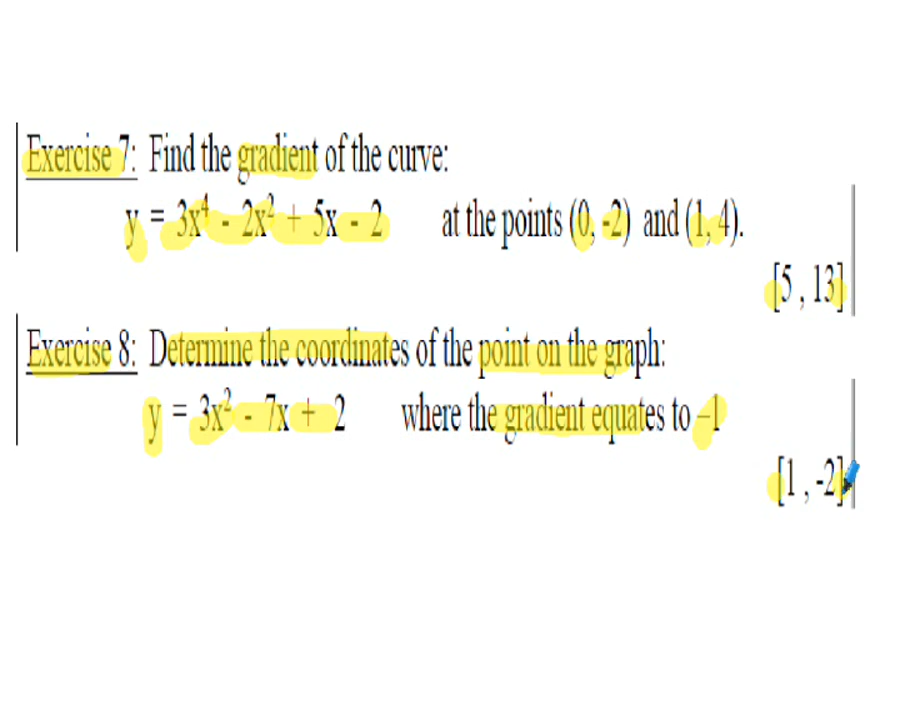 Exercise 7: Find the gradient of the curve:
y = 3x⁴ - 2x² + 5x - 2 at the points (0, -2) and (1, 4).
[5 , 13]
Exercise 8: Determine the coordinates of the point on the graph:
y = 3x² - 7x + 2 where the gradient equates to –1
[1 , -2]